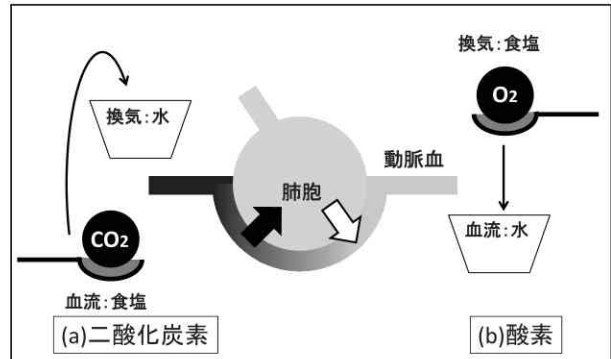 換気:水
CO2
血流:食塩
(a)二酸化炭素
肺胞
動脈血
換気:食塩
O2
血流:水
(b)酸素